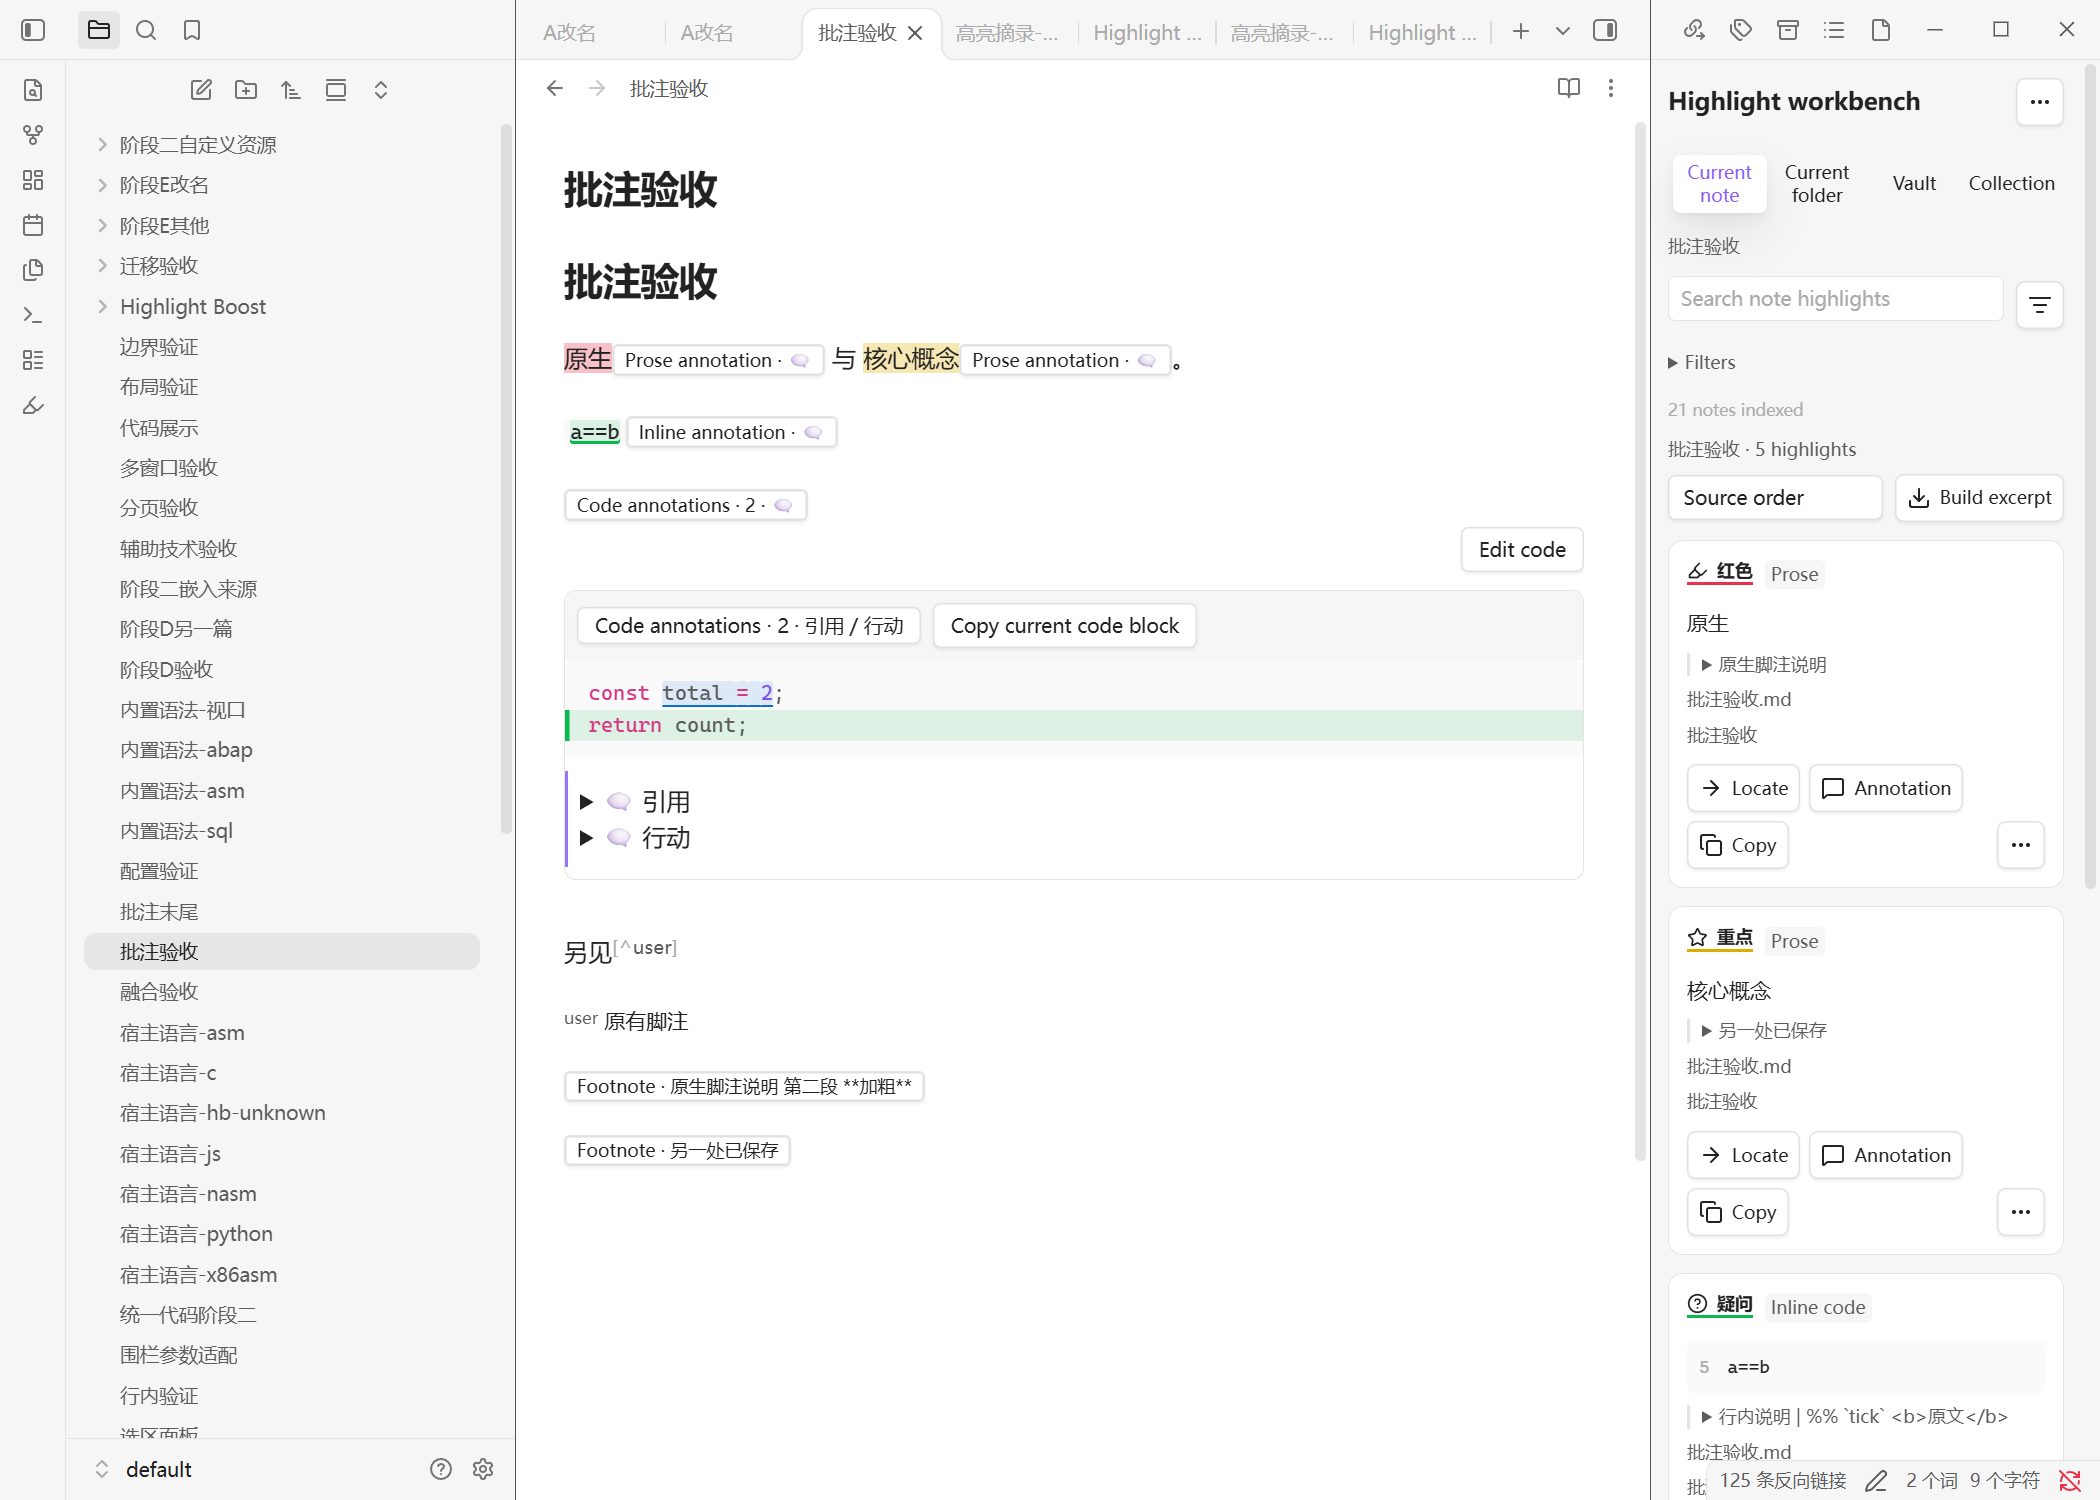 A改名
A改名
批注验收
高亮摘录-...
Highlight ...
高亮摘录-...
Highlight ...
阶段二自定义资源
阶段E改名
阶段E其他
迁移验收
Highlight Boost
边界验证
布局验证
代码展示
多窗口验收
分页验收
辅助技术验收
阶段二嵌入来源
阶段D另一篇
阶段D验收
内置语法-视口
内置语法-abap
内置语法-asm
内置语法-sql
配置验证
批注末尾
批注验收
融合验收
宿主语言-asm
宿主语言-c
宿主语言-hb-unknown
宿主语言-js
宿主语言-nasm
宿主语言-python
宿主语言-x86asm
统一代码阶段二
围栏参数适配
行内验证
选区面板
default
批注验收
批注验收
批注验收
原生 Prose annotation · 与 核心概念 Prose annotation · 。
a==b Inline annotation ·
Code annotations · 2 ·
Edit code
Code annotations · 2 · 引用 / 行动
Copy current code block
const total = 2;
return count;
引用
行动
另见[^user]
user 原有脚注
Footnote · 原生脚注说明 第二段 **加粗**
Footnote · 另一处已保存
Highlight workbench
Current note
Current folder
Vault
Collection
批注验收
Search note highlights
Filters
21 notes indexed
批注验收 · 5 highlights
Source order
Build excerpt
红色 Prose
原生
原生脚注说明
批注验收.md
批注验收
Locate
Annotation
Copy
重点 Prose
核心概念
另一处已保存
批注验收.md
批注验收
Locate
Annotation
Copy
疑问 Inline code
5 a==b
行内说明 | %% `tick` <b>原文</b>
批注验收.md
125 条反向链接 2 个词 9 个字符